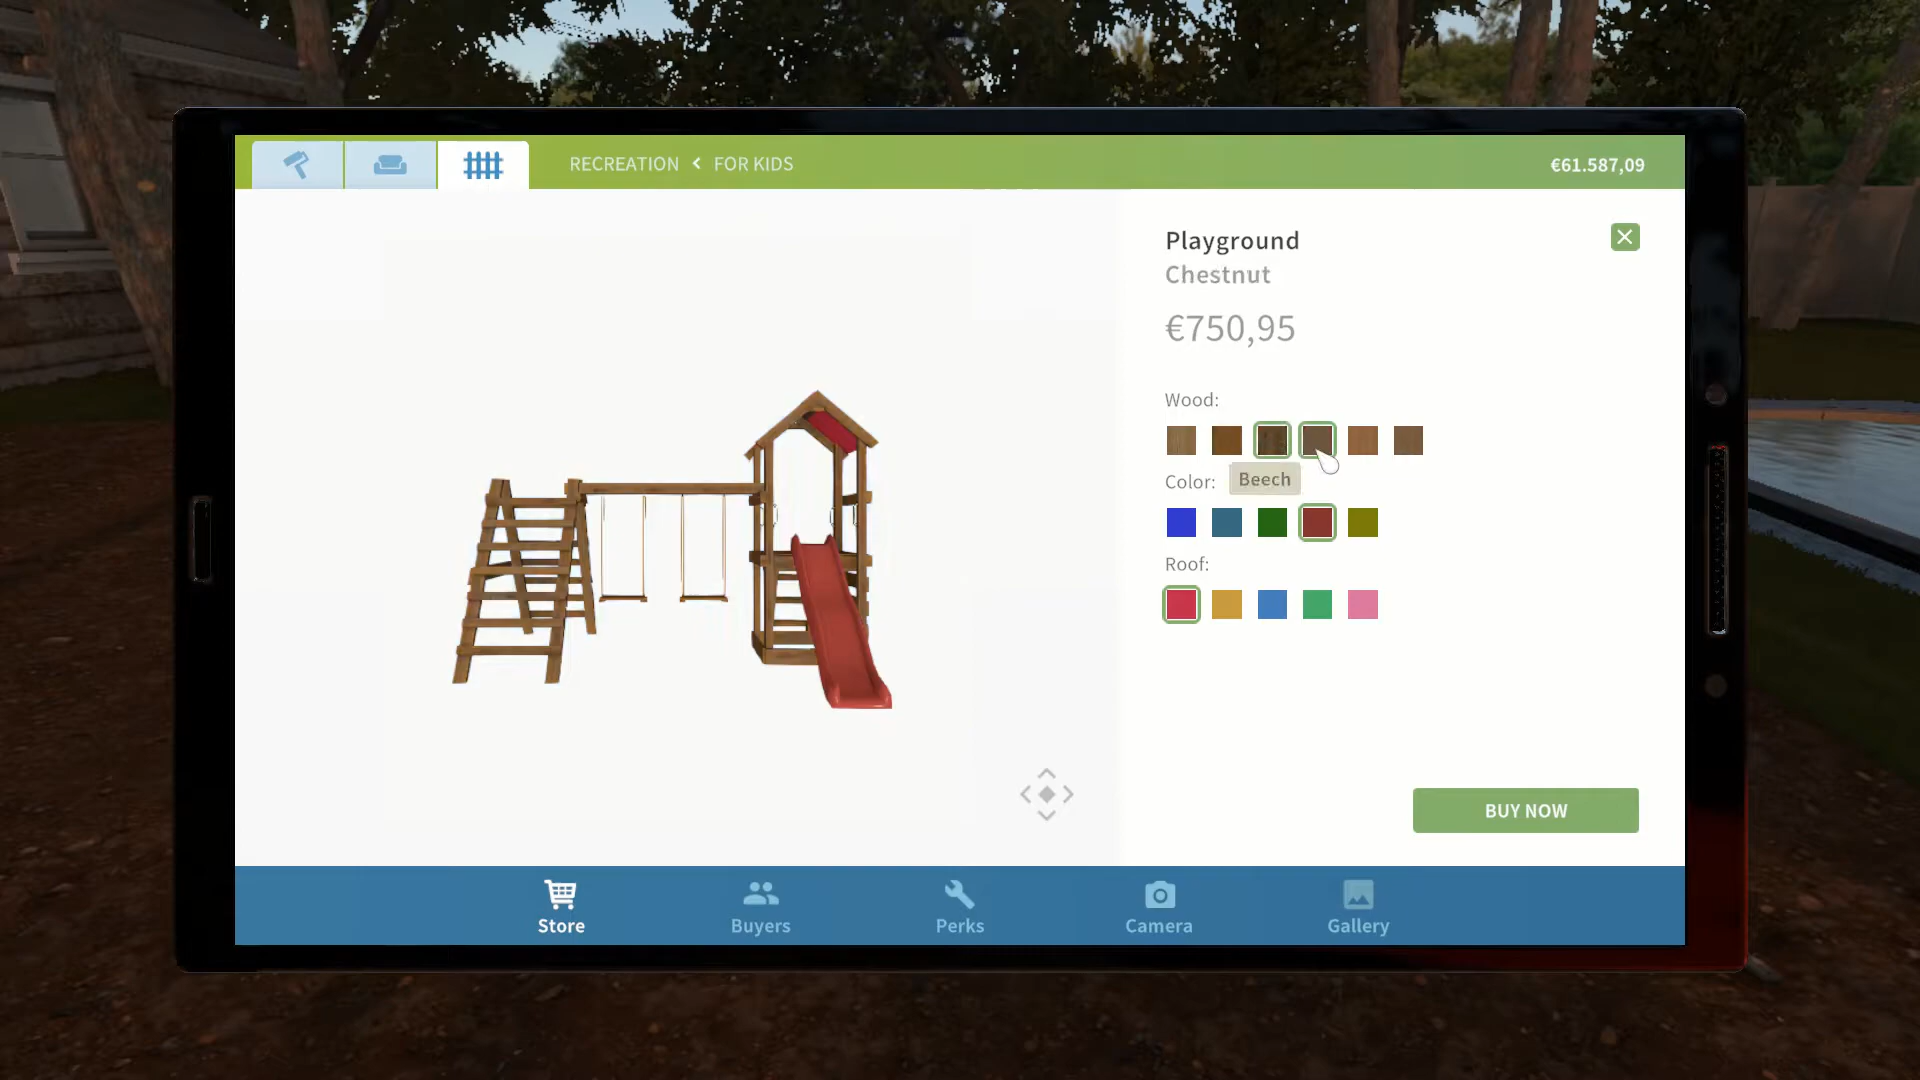 RECREATION < FOR KIDS
€61.587,09
Playground
Chestnut
€750,95
Wood:
Beech
Color:
Roof:
BUY NOW
Store
Buyers
Perks
Camera
Gallery